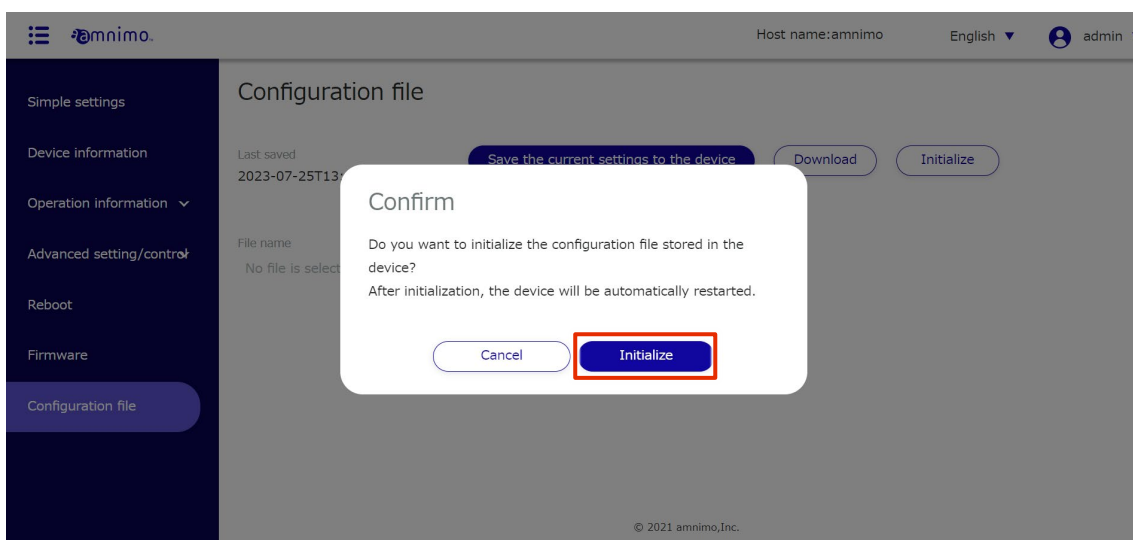 amnimo
Host name:amnimo
English
admin
Simple settings
Device information
Operation information
Advanced setting/control
Reboot
Firmware
Configuration file
Configuration file
Last saved
2023-07-25T13:
Save the current settings to the device
Download
Initialize
File name
No file is select
Confirm
Do you want to initialize the configuration file stored in the
device?
After initialization, the device will be automatically restarted.
Cancel
Initialize
© 2021 amnimo,Inc.